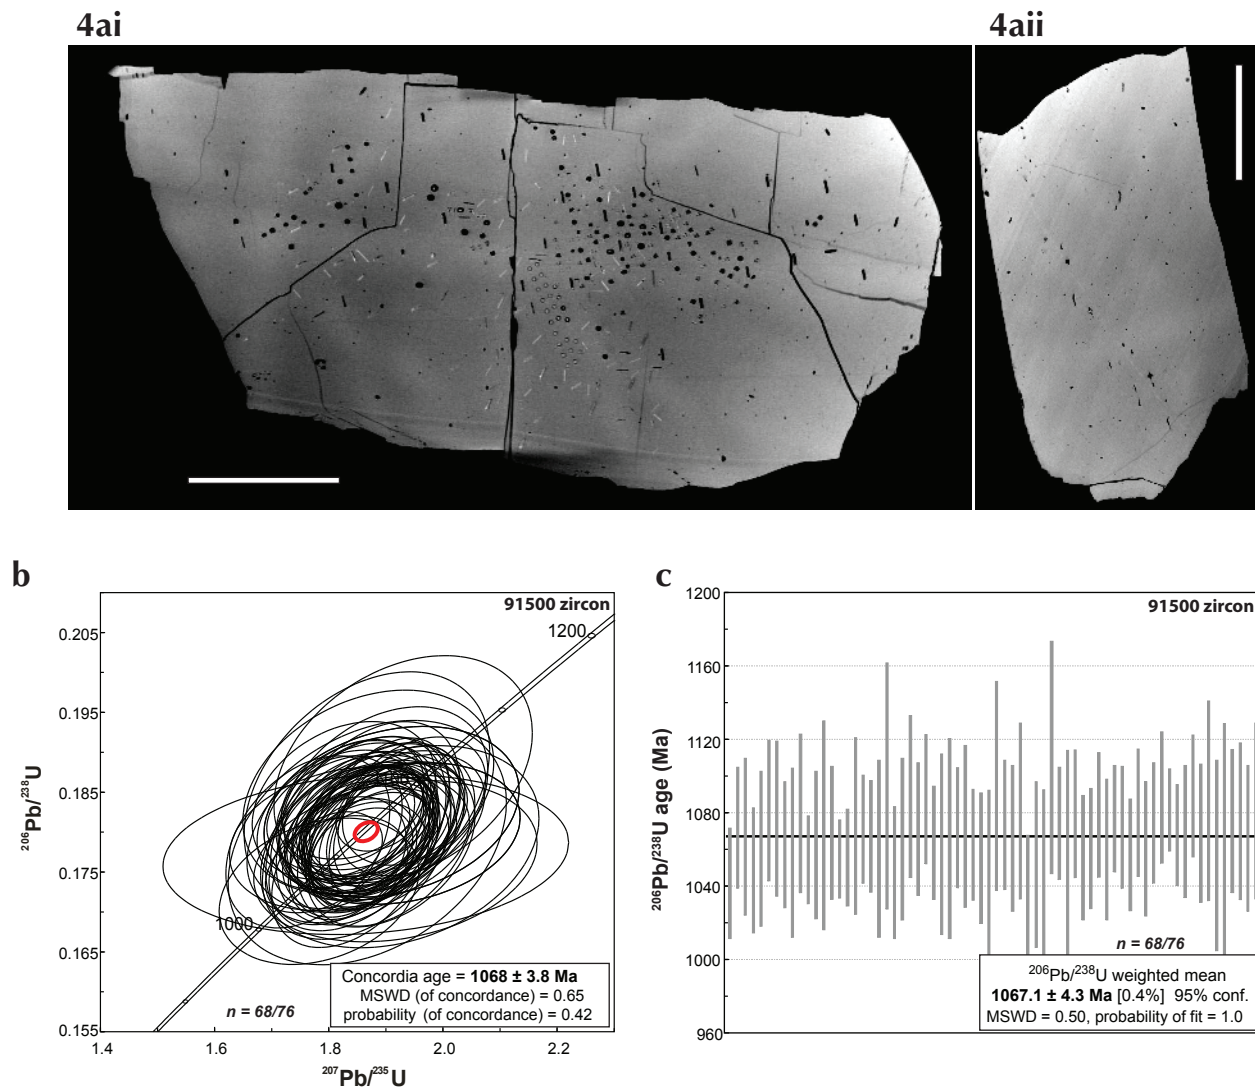 4ai
4aii
b
91500 zircon
0.205
0.195
0.185
0.175
0.165
0.155
1.4
1.6
1.8
2.0
2.2
²⁰⁶Pb/²³⁸U
²⁰⁷Pb/²³⁵U
1200
1000
n = 68/76
Concordia age = 1068 ± 3.8 Ma
MSWD (of concordance) = 0.65
probability (of concordance) = 0.42
c
91500 zircon
1200
1160
1120
1080
1040
1000
960
²⁰⁶Pb/²³⁸U age (Ma)
n = 68/76
²⁰⁶Pb/²³⁸U weighted mean
1067.1 ± 4.3 Ma [0.4%] 95% conf.
MSWD = 0.50, probability of fit = 1.0